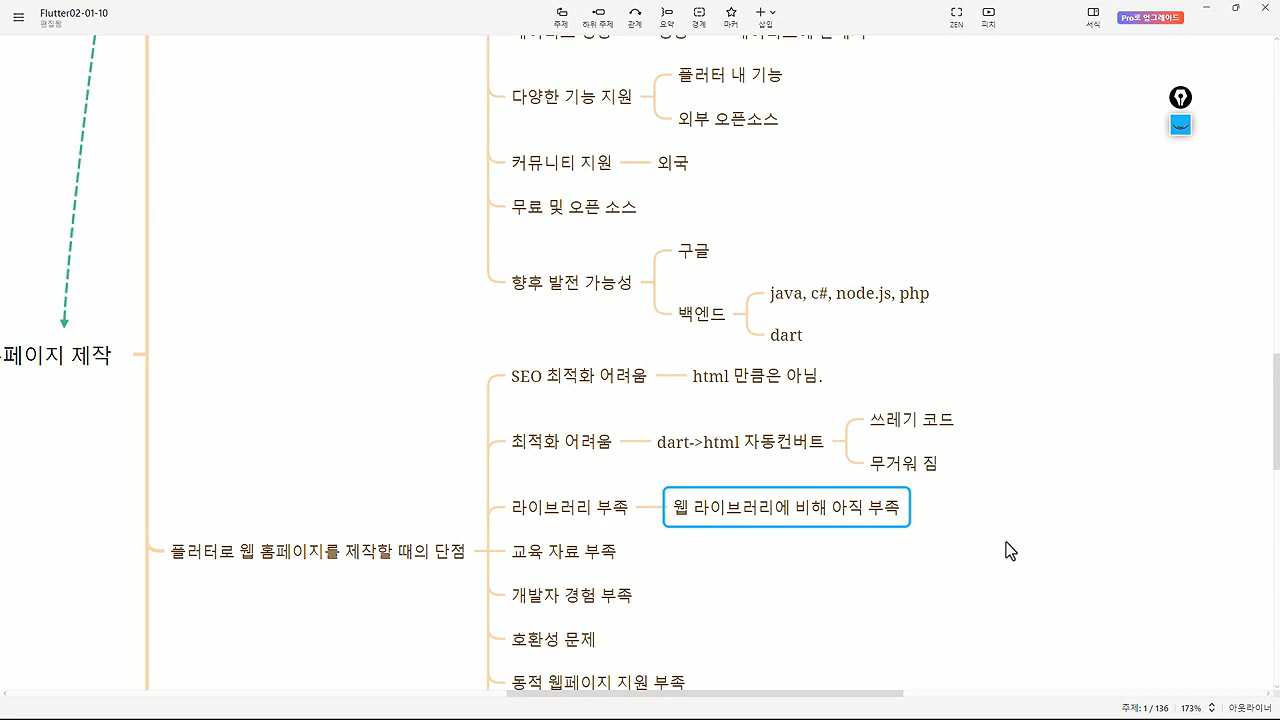 Flutter02-01-10
편집됨
주제
하위 주제
관계
요약
경계
마커
삽입
ZEN
피치
서식
Pro로 업그레이드
다양한 기능 지원
플러터 내 기능
외부 오픈소스
커뮤니티 지원
외국
무료 및 오픈 소스
향후 발전 가능성
구글
백엔드
java, c#, node.js, php
dart
페이지 제작
SEO 최적화 어려움
html 만큼은 아님.
최적화 어려움
dart->html 자동컨버트
쓰레기 코드
무거워 짐
라이브러리 부족
웹 라이브러리에 비해 아직 부족
플러터로 웹 홈페이지를 제작할 때의 단점
교육 자료 부족
개발자 경험 부족
호환성 문제
동적 웹페이지 지원 부족
주제: 1 / 136
173%
아웃라이너